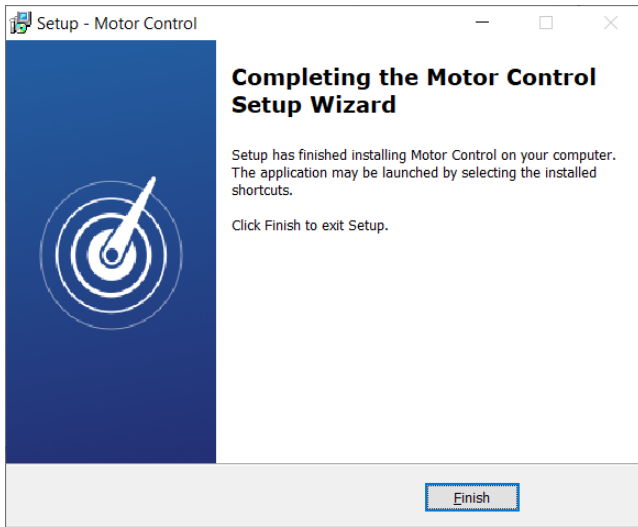 Setup - Motor Control
Completing the Motor Control
Setup Wizard
Setup has finished installing Motor Control on your computer.
The application may be launched by selecting the installed
shortcuts.
Click Finish to exit Setup.
Finish